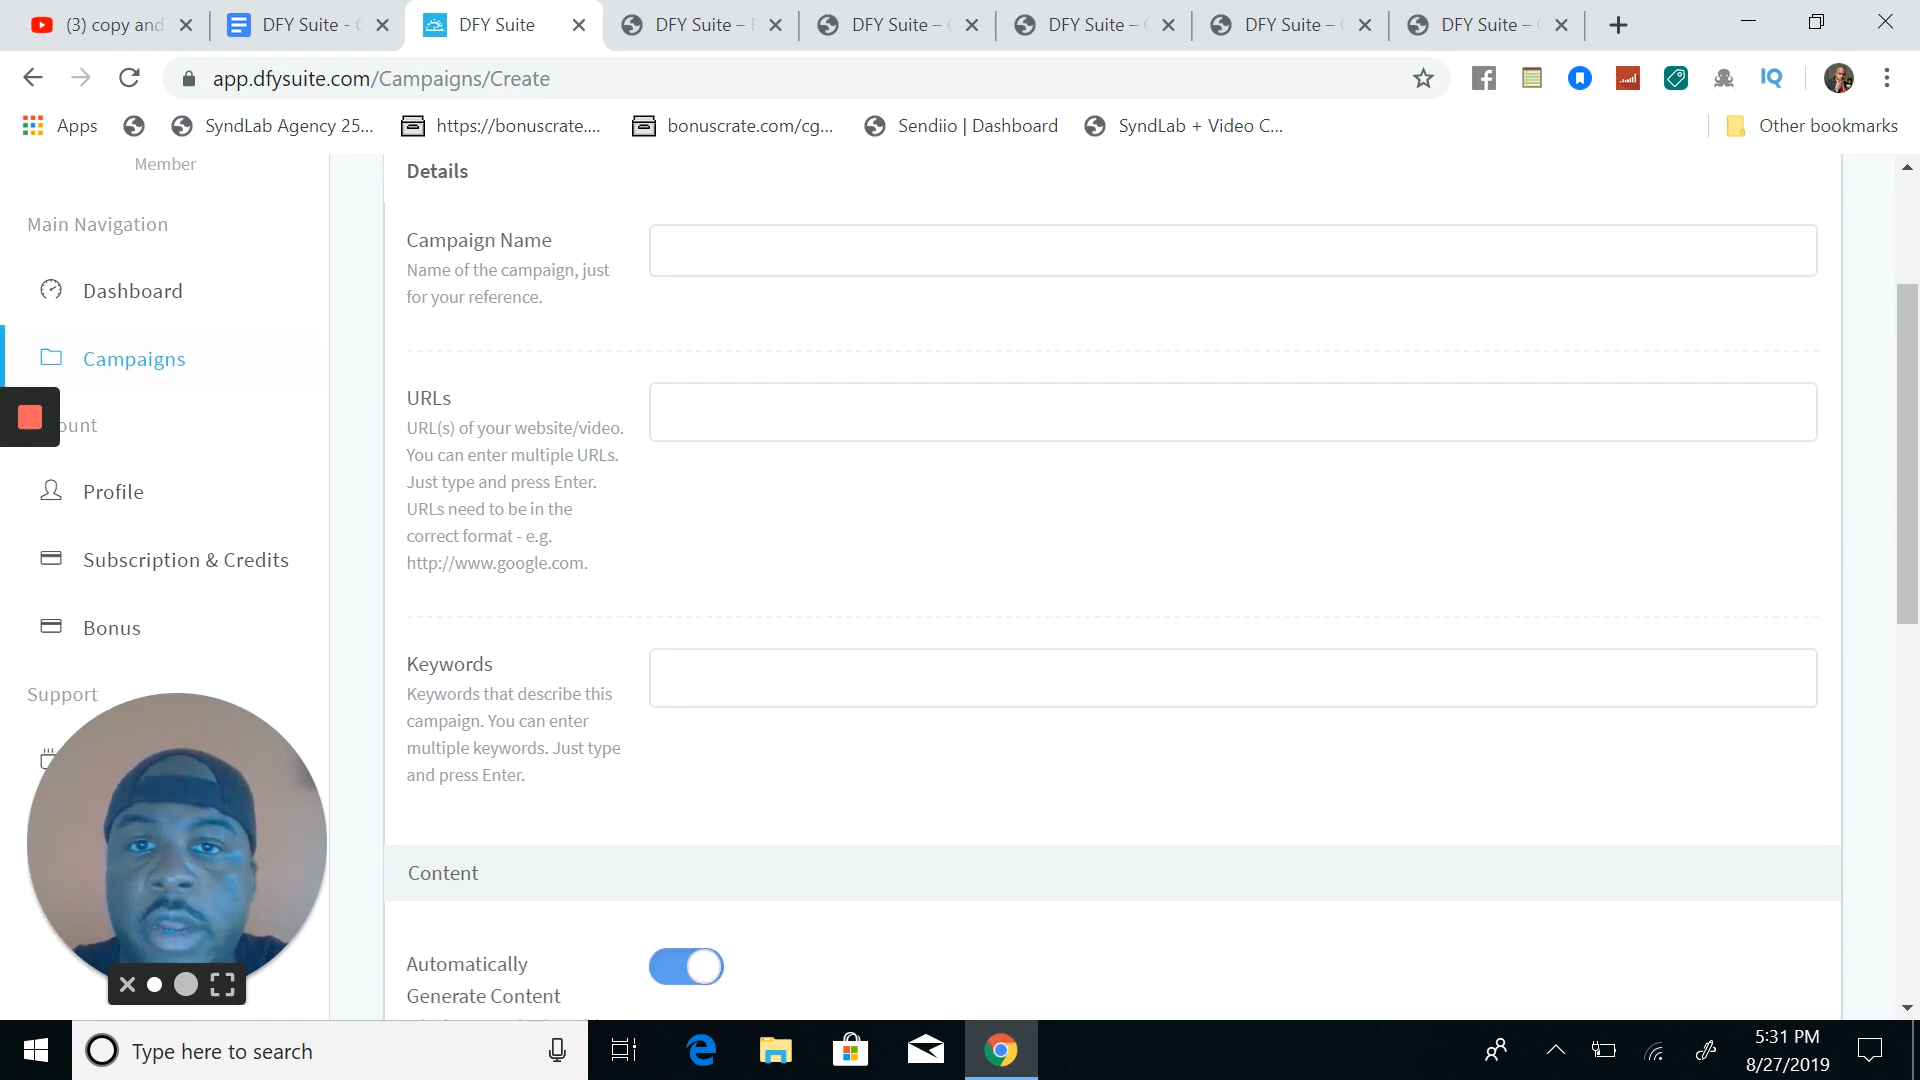 (3) copy and
DFY Suite -
DFY Suite
DFY Suite –
DFY Suite –
DFY Suite –
DFY Suite –
DFY Suite –
app.dfysuite.com/Campaigns/Create
IQ
Apps
SyndLab Agency 25...
https://bonuscrate....
bonuscrate.com/cg...
Sendiio | Dashboard
SyndLab + Video C...
Other bookmarks
Member
Main Navigation
Dashboard
Campaigns
ount
Profile
Subscription & Credits
Bonus
Support
Details
Campaign Name
Name of the campaign, just
for your reference.
URLs
URL(s) of your website/video.
You can enter multiple URLs.
Just type and press Enter.
URLs need to be in the
correct format - e.g.
http://www.google.com.
Keywords
Keywords that describe this
campaign. You can enter
multiple keywords. Just type
and press Enter.
Content
Automatically
Generate Content
Type here to search
5:31 PM
8/27/2019